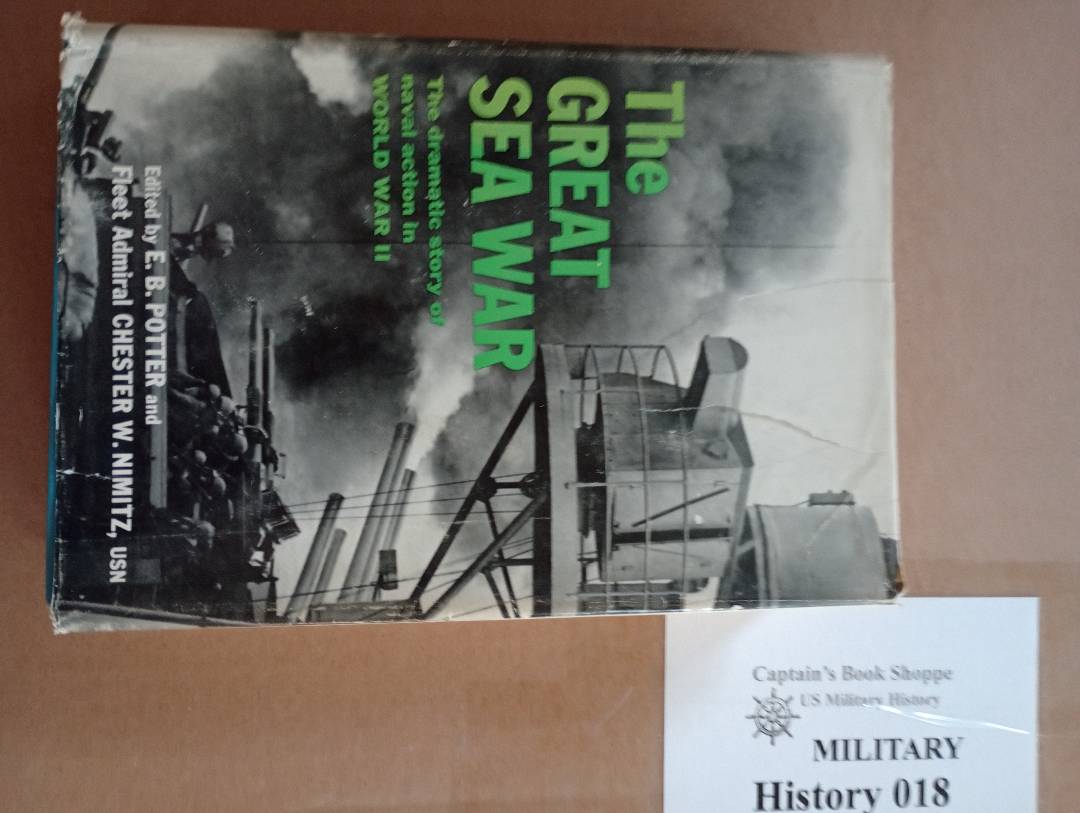 The
GREAT
SEA WAR
The dramatic story of
naval action in
WORLD WAR II
Edited by E. B. POTTER and
Fleet Admiral CHESTER W. NIMITZ, USN
Captain's Book Shoppe
US Military History
MILITARY
History 018